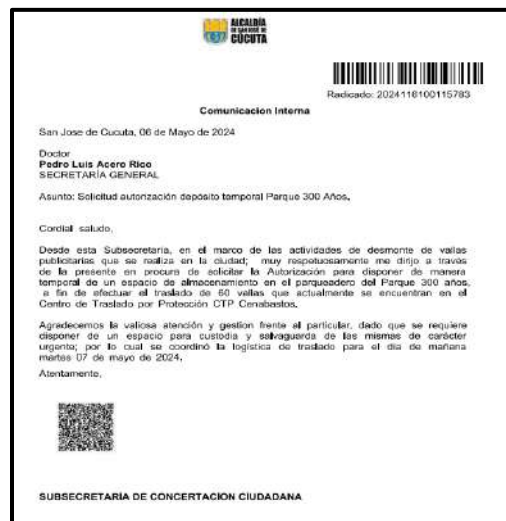 ALCALDÍA
DE SAN JOSÉ DE
CÚCUTA
Radicado: 2024116100115783
Comunicacion Interna
San Jose de Cucuta, 06 de Mayo de 2024
Doctor
Pedro Luis Acero Rico
SECRETARÍA GENERAL
Asunto: Solicitud autorización depósito temporal Parque 300 Años.
Cordial saludo,
Desde esta Subsecretaria, en el marco de las actividades de desmonte de vallas
publicitarias que se realiza en la ciudad; muy respetuosamente me dirijo a través
de la presente en procura de solicitar la Autorización para disponer de manera
temporal de un espacio de almacenamiento en el parqueadero del Parque 300 años,
a fin de efectuar el traslado de 60 vallas que actualmente se encuentran en el
Centro de Traslado por Protección CTP Cenabastos.
Agradecemos la valiosa atención y gestion frente al particular, dado que se requiere
disponer de un espacio para custodia y salvaguarda de las mismas de carácter
urgente; por lo cual se coordinó la logística de traslado para el día de mañana
martes 07 de mayo de 2024.
Atentamente,
SUBSECRETARÍA DE CONCERTACION CIUDADANA